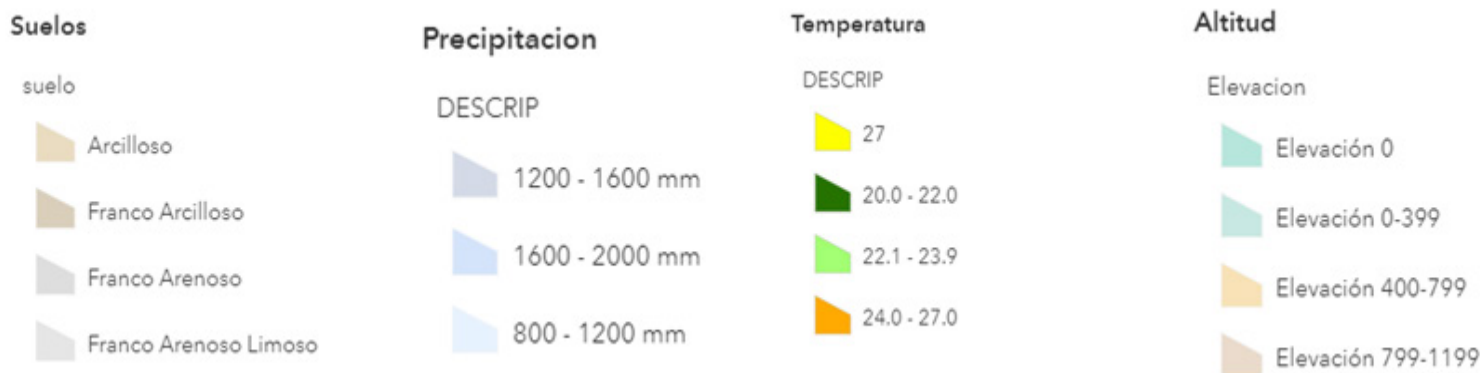 Suelos
suelo
Arcilloso
Franco Arcilloso
Franco Arenoso
Franco Arenoso Limoso
Precipitacion
DESCRIP
1200 - 1600 mm
1600 - 2000 mm
800 - 1200 mm
Temperatura
DESCRIP
27
20.0 - 22.0
22.1 - 23.9
24.0 - 27.0
Altitud
Elevacion
Elevación 0
Elevación 0-399
Elevación 400-799
Elevación 799-1199